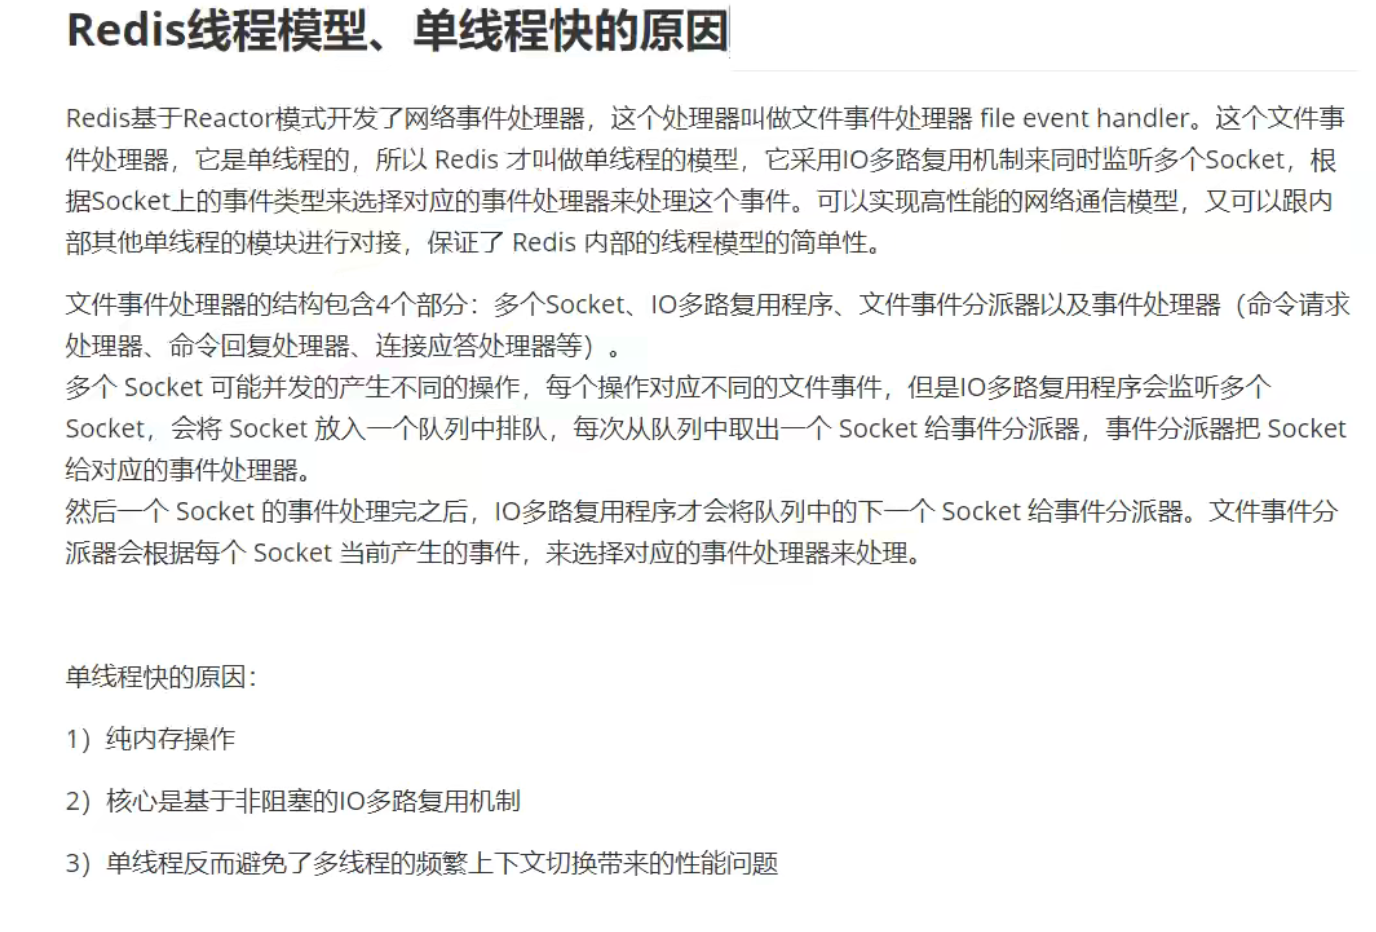 Redis线程模型、单线程快的原因
Redis基于Reactor模式开发了网络事件处理器，这个处理器叫做文件事件处理器 file event handler。这个文件事
件处理器，它是单线程的，所以 Redis 才叫做单线程的模型，它采用IO多路复用机制来同时监听多个Socket，根
据Socket上的事件类型来选择对应的事件处理器来处理这个事件。可以实现高性能的网络通信模型，又可以跟内
部其他单线程的模块进行对接，保证了 Redis 内部的线程模型的简单性。
文件事件处理器的结构包含4个部分：多个Socket、IO多路复用程序、文件事件分派器以及事件处理器（命令请求
处理器、命令回复处理器、连接应答处理器等）。
多个 Socket 可能并发的产生不同的操作，每个操作对应不同的文件事件，但是IO多路复用程序会监听多个
Socket，会将 Socket 放入一个队列中排队，每次从队列中取出一个 Socket 给事件分派器，事件分派器把 Socket
给对应的事件处理器。
然后一个 Socket 的事件处理完之后，IO多路复用程序才会将队列中的下一个 Socket 给事件分派器。文件事件分
派器会根据每个 Socket 当前产生的事件，来选择对应的事件处理器来处理。
单线程快的原因：
1）纯内存操作
2）核心是基于非阻塞的IO多路复用机制
3）单线程反而避免了多线程的频繁上下文切换带来的性能问题